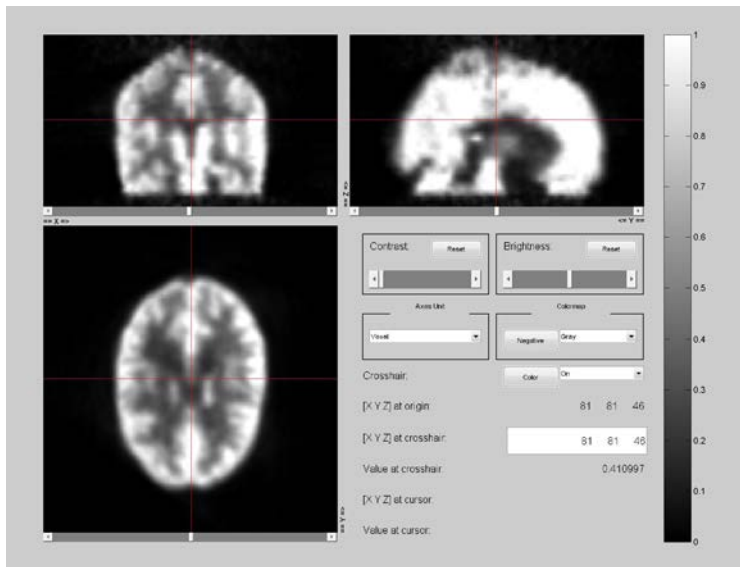 1
0.9
0.8
0.7
0.6
0.5
0.4
0.3
0.2
0.1
0
<= Z =>
<= X =>
<= Y =>
Contrast: Reset
Brightness: Reset
Axes Unit
Voxel
Colormap
Negative Gray
Crosshair: Color On
[X Y Z] at origin: 81 81 46
[X Y Z] at crosshair: 81 81 46
Value at crosshair: 0.410997
[X Y Z] at cursor:
Value at cursor:
<= Y =>